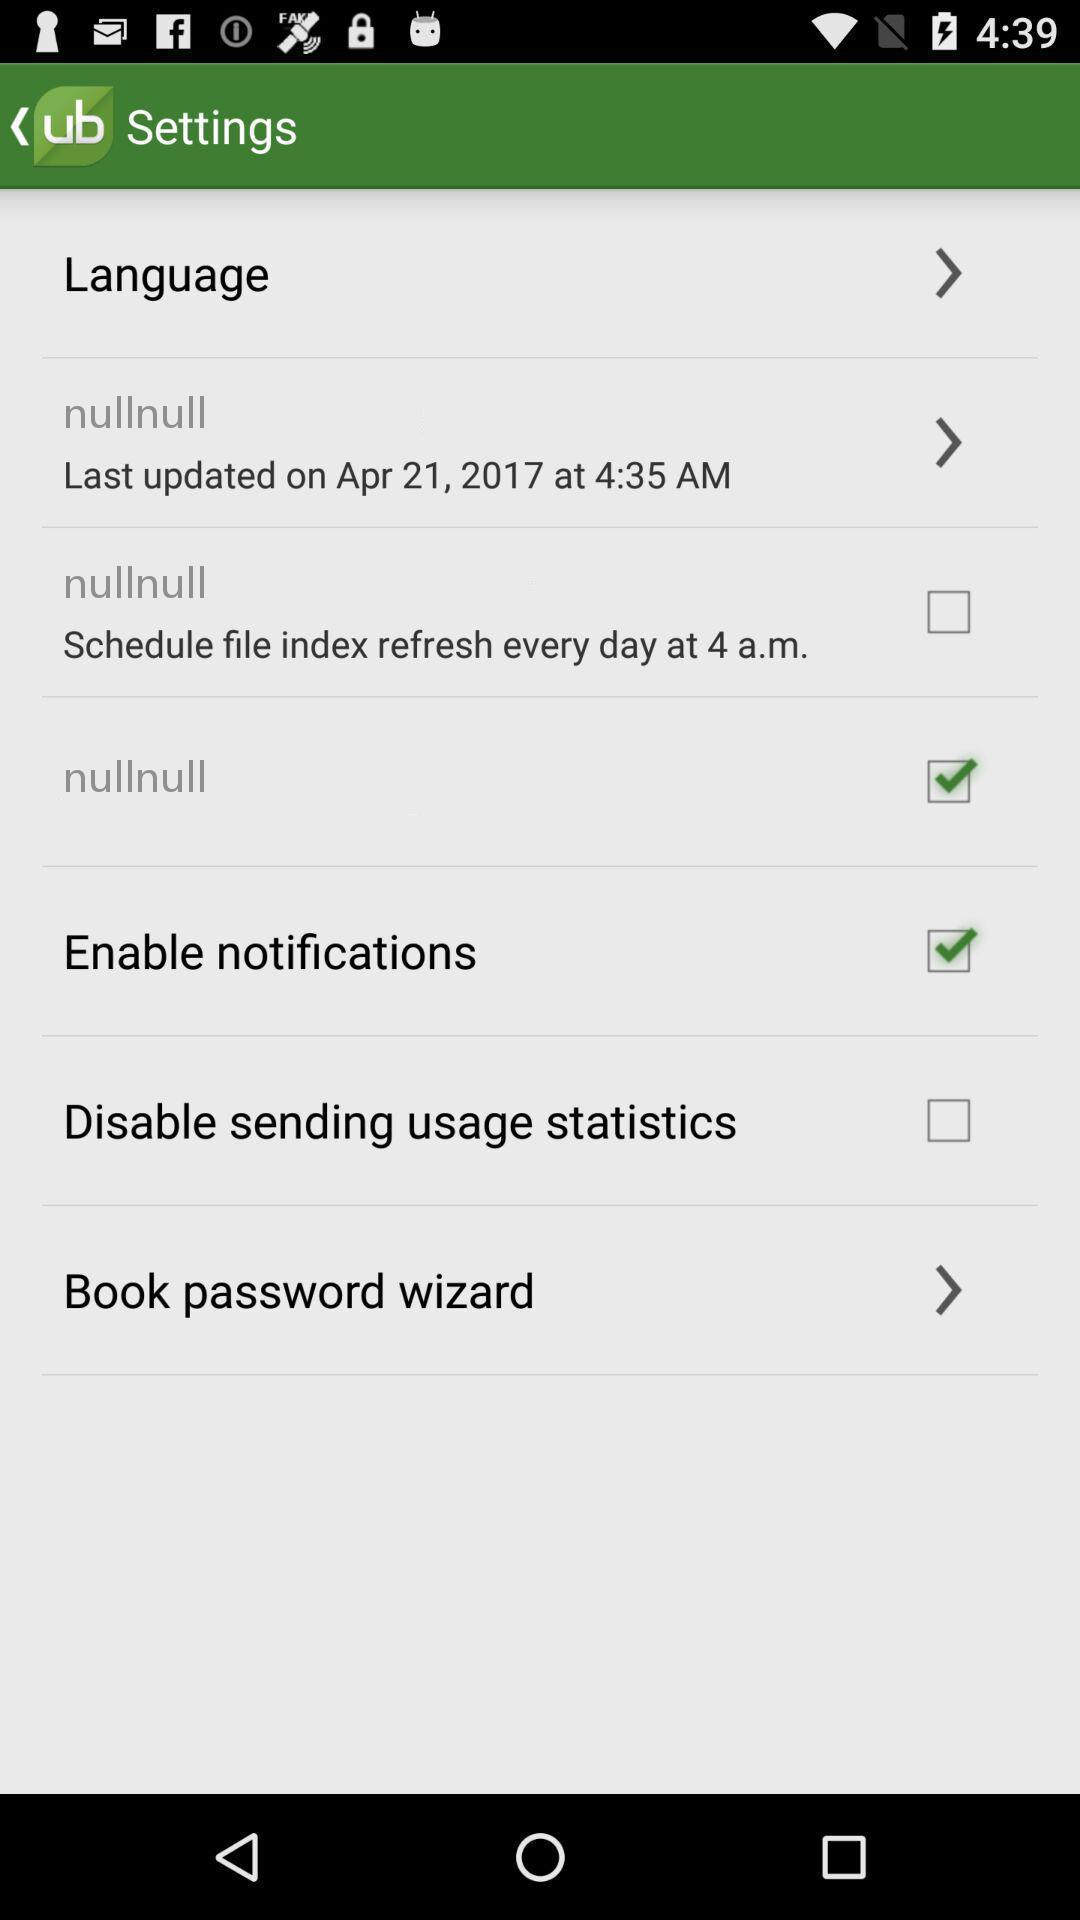 FAKE
4:39
ub Settings
Language
nullnull
Last updated on Apr 21, 2017 at 4:35 AM
nullnull
Schedule file index refresh every day at 4 a.m.
nullnull
Enable notifications
Disable sending usage statistics
Book password wizard